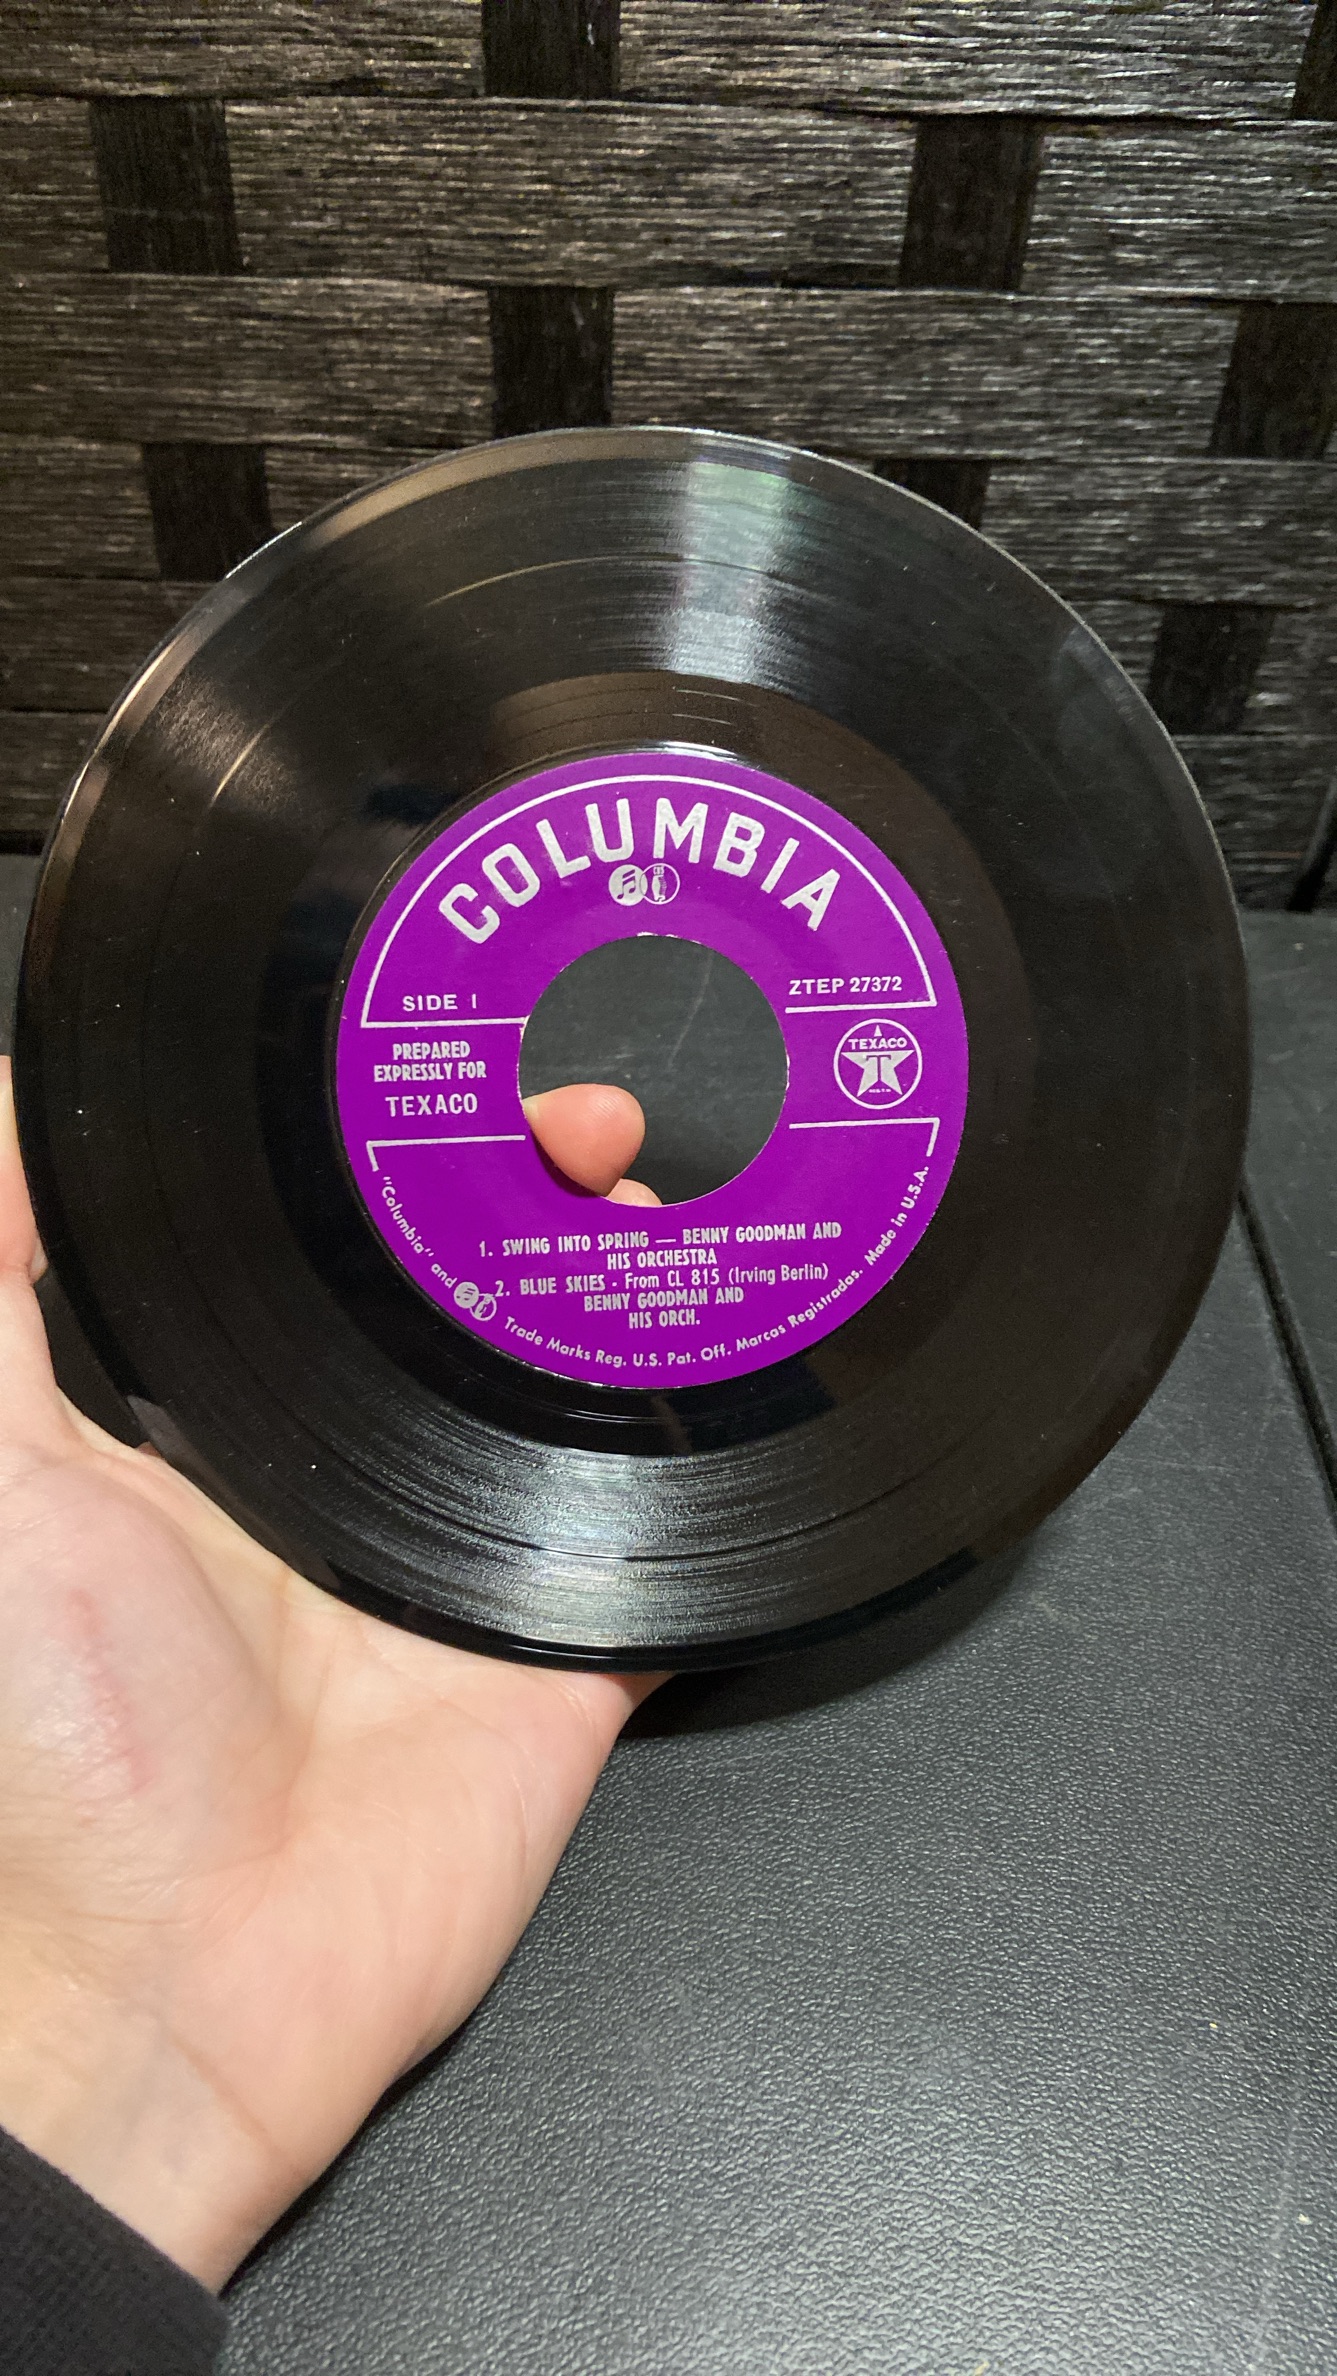 COLUMBIA
CBS
SIDE 1
ZTEP 27372
PREPARED
EXPRESSLY FOR
TEXACO
TEXACO
T
1. SWING INTO SPRING — BENNY GOODMAN AND
HIS ORCHESTRA
2. BLUE SKIES - From CL 815 (Irving Berlin)
BENNY GOODMAN AND
HIS ORCH.
"Columbia" and Trade Marks Reg. U.S. Pat. Off. Marcas Registradas. Made in U.S.A.